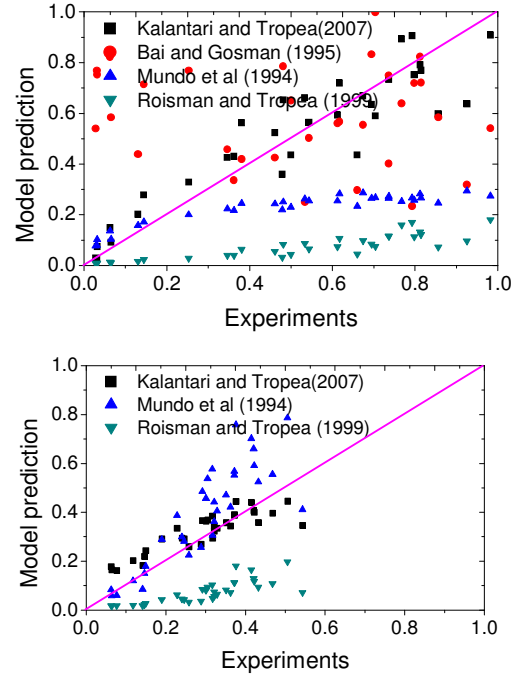 1.0
Kalantari and Tropea(2007)
Bai and Gosman (1995)
0.8
Mundo et al (1994)
Roisman and Tropea (1999)
0.6
Model prediction
0.4
0.2
0.0
0.0 0.2 0.4 0.6 0.8 1.0
Experiments
1.0
Kalantari and Tropea(2007)
Mundo et al (1994)
0.8
Roisman and Tropea (1999)
0.6
Model prediction
0.4
0.2
0.0
0.0 0.2 0.4 0.6 0.8 1.0
Experiments